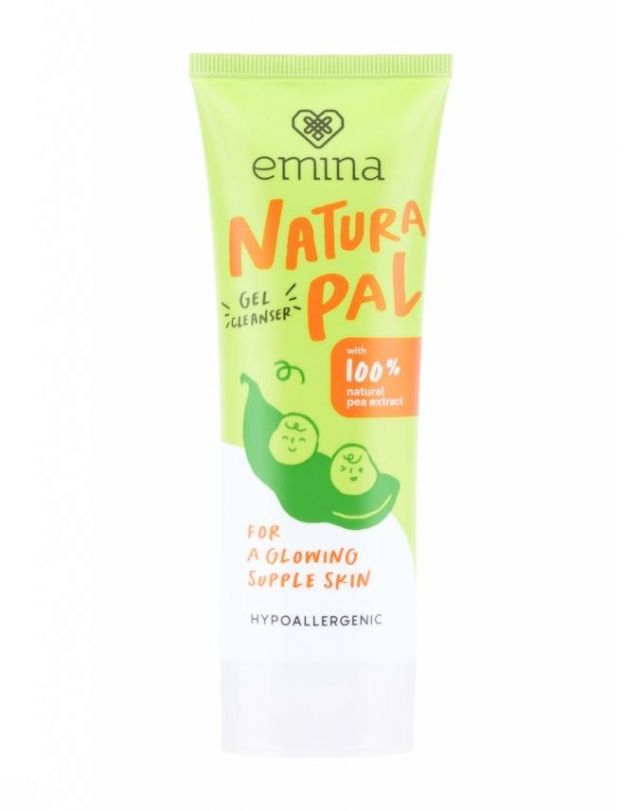 emina
NATURA
GEL
CLEANSER
PAL
with
100%
natural
pea extract
FOR
A GLOWING
SUPPLE SKIN
HYPOALLERGENIC